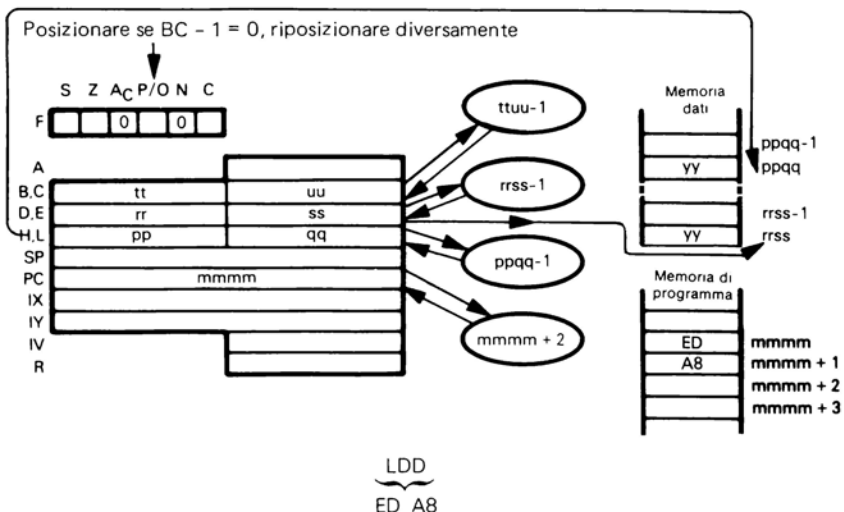 Posizionare se BC – 1 = 0, riposizionare diversamente
S Z AC P/O N C
F 0 0
A
B,C tt uu
D,E rr ss
H,L pp qq
SP
PC mmmm
IX
IY
IV
R
ttuu-1
rrss-1
ppqq-1
mmmm + 2
Memoria
dati
ppqq-1
yy ppqq
rrss-1
yy rrss
Memoria di
programma
ED mmmm
A8 mmmm + 1
mmmm + 2
mmmm + 3
LDD
ED A8